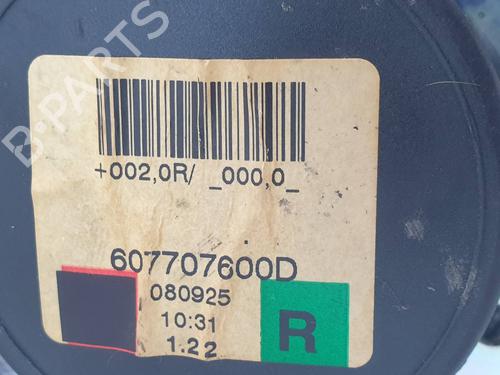 B-PARTS
+002,0R/ _000,0_
607707600D
080925
10:31
1.22
R